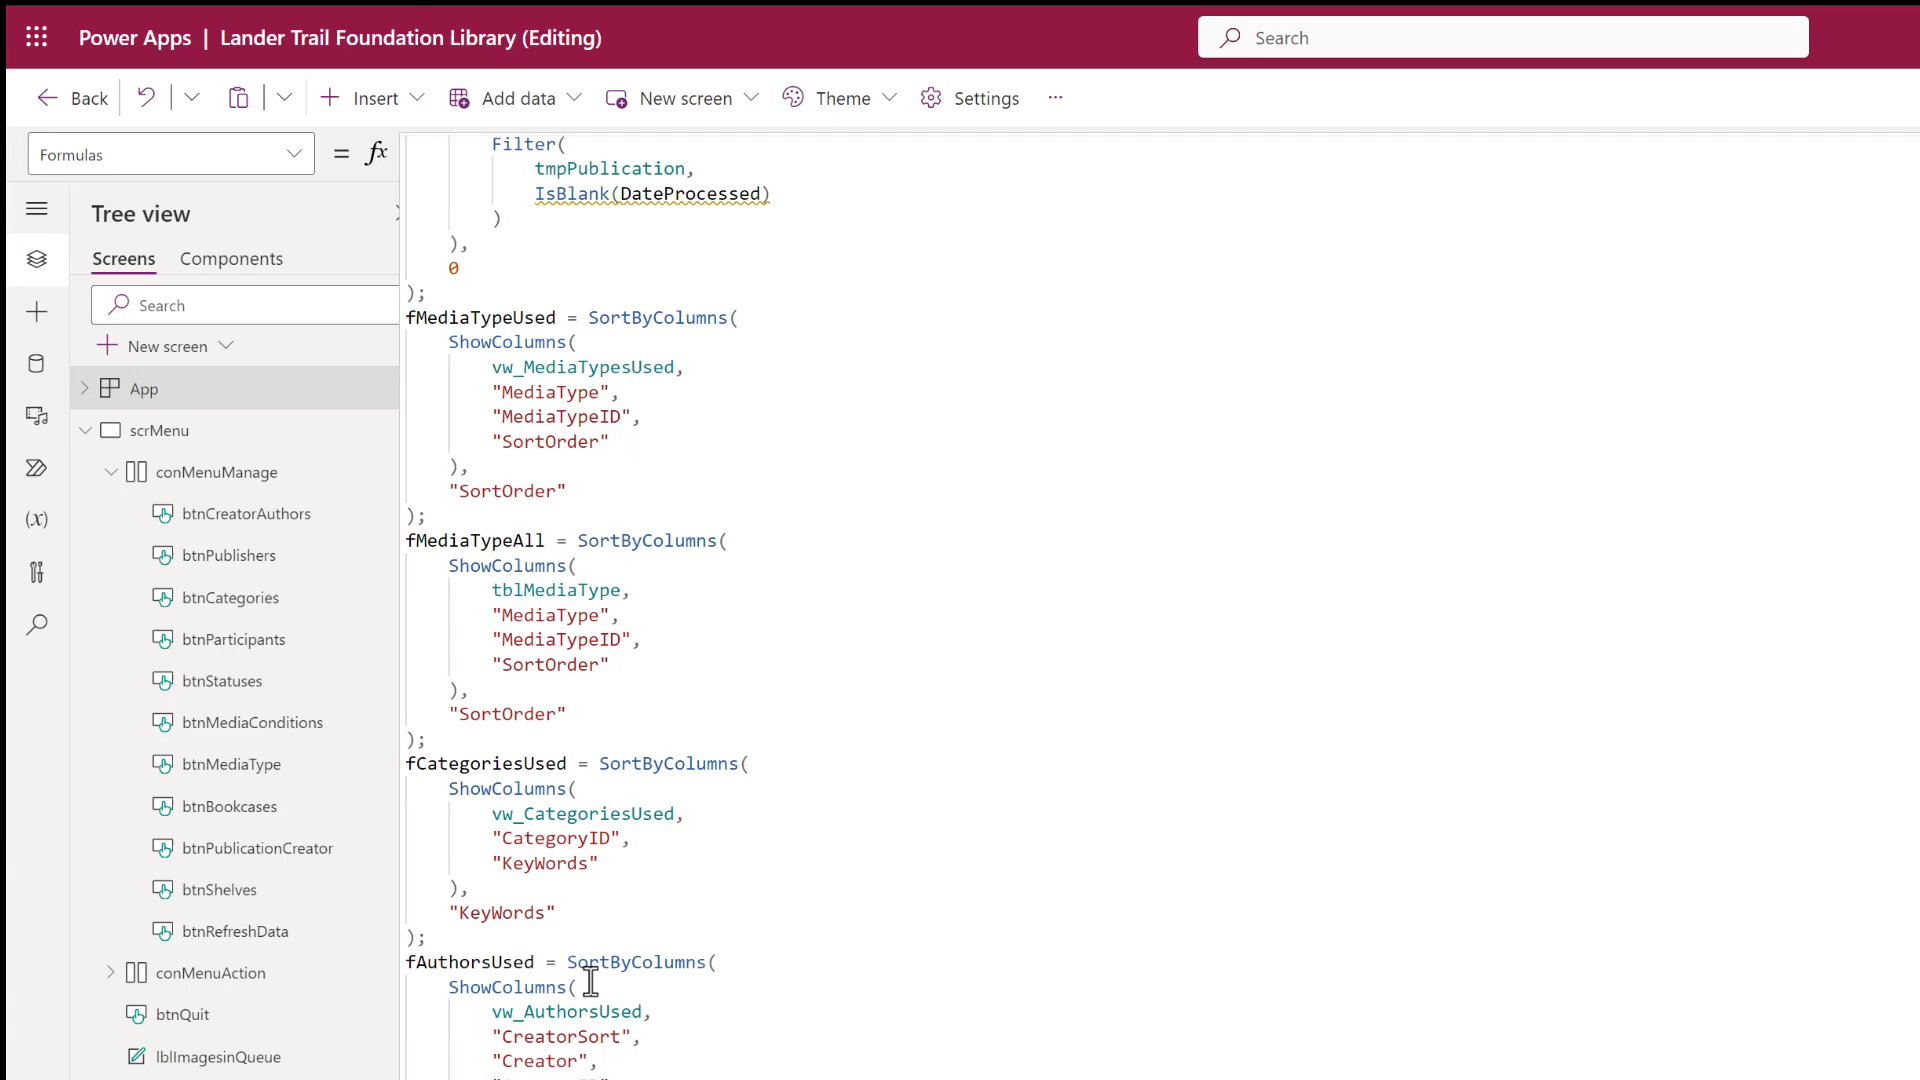 Power Apps | Lander Trail Foundation Library (Editing)
Search
Back
Insert
Add data
New screen
Theme
Settings
Formulas
= fx
Tree view
Screens
Components
Search
New screen
App
scrMenu
conMenuManage
btnCreatorAuthors
btnPublishers
btnCategories
btnParticipants
btnStatuses
btnMediaConditions
btnMediaType
btnBookcases
btnPublicationCreator
btnShelves
btnRefreshData
conMenuAction
btnQuit
lblImagesinQueue
(x)
Filter(
tmpPublication,
IsBlank(DateProcessed)
)
),
0
);
fMediaTypeUsed = SortByColumns(
ShowColumns(
vw_MediaTypesUsed,
"MediaType",
"MediaTypeID",
"SortOrder"
),
"SortOrder"
);
fMediaTypeAll = SortByColumns(
ShowColumns(
tblMediaType,
"MediaType",
"MediaTypeID",
"SortOrder"
),
"SortOrder"
);
fCategoriesUsed = SortByColumns(
ShowColumns(
vw_CategoriesUsed,
"CategoryID",
"KeyWords"
),
"KeyWords"
);
fAuthorsUsed = SortByColumns(
ShowColumns(
vw_AuthorsUsed,
"CreatorSort",
"Creator",